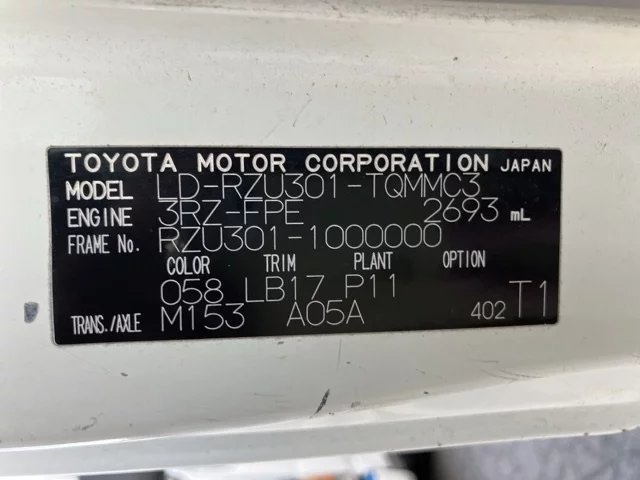 TOYOTA MOTOR CORPORATION JAPAN
MODEL LD-RZU301-TQMMC3
ENGINE 3RZ-FPE 2693 mL
FRAME No. RZU301-1000000
COLOR TRIM PLANT OPTION
058 LB17 P11
TRANS./AXLE M153 A05A 402 T1